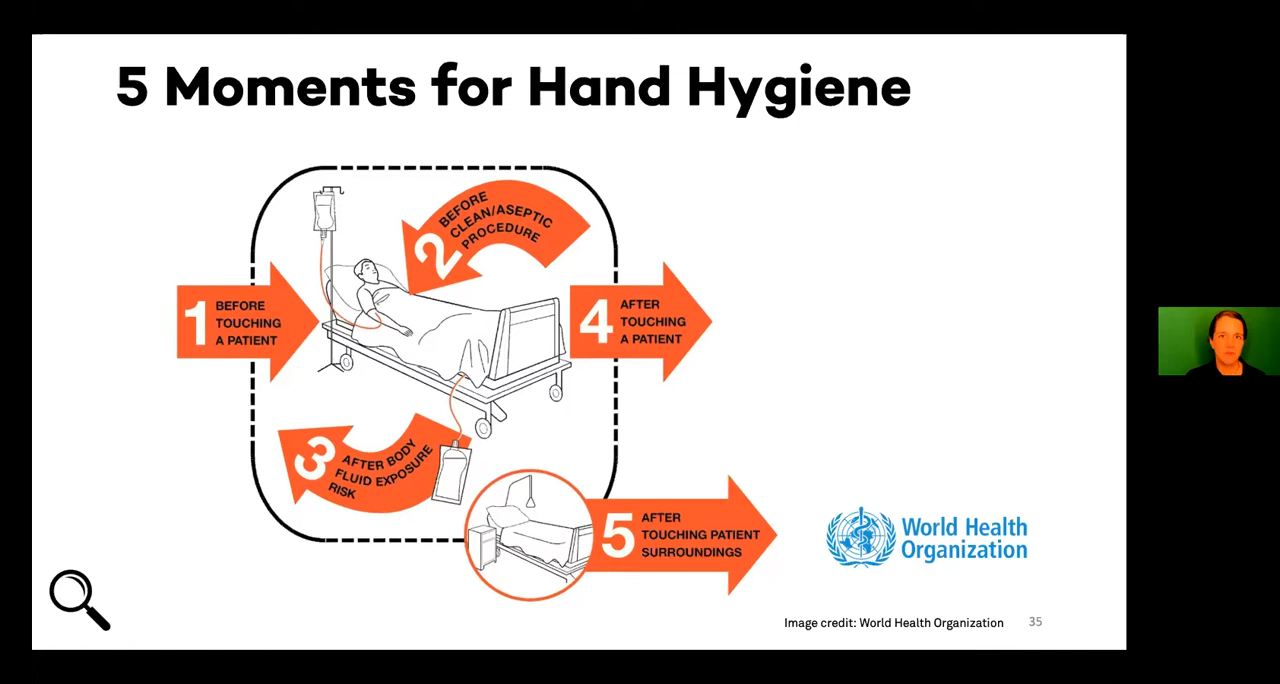 5 Moments for Hand Hygiene
2
BEFORE
CLEAN/ASEPTIC
PROCEDURE
1
BEFORE
TOUCHING
A PATIENT
4
AFTER
TOUCHING
A PATIENT
3
AFTER BODY
FLUID EXPOSURE
RISK
5
AFTER
TOUCHING PATIENT
SURROUNDINGS
World Health
Organization
Image credit: World Health Organization
35